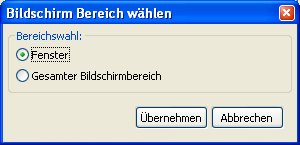 Bildschirm Bereich wählen
Bereichswahl:
Fenster
Gesamter Bildschirmbereich
Übernehmen Abbrechen